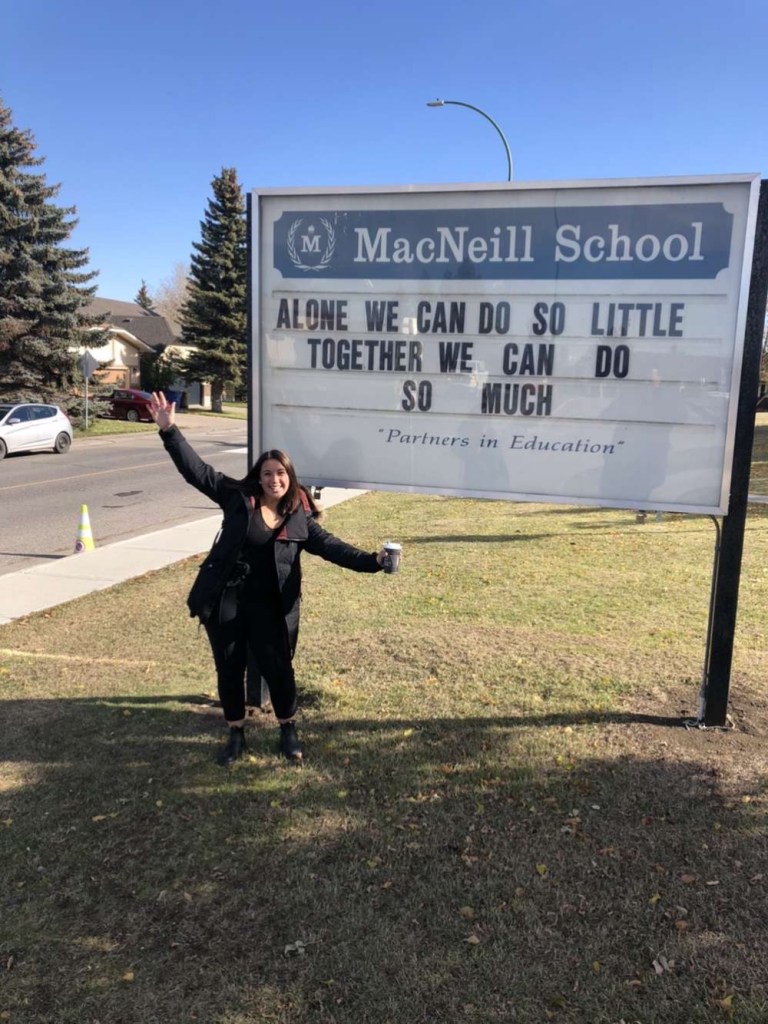 M
MacNeill School
ALONE WE CAN DO SO LITTLE
TOGETHER WE CAN DO
SO MUCH
"Partners in Education"